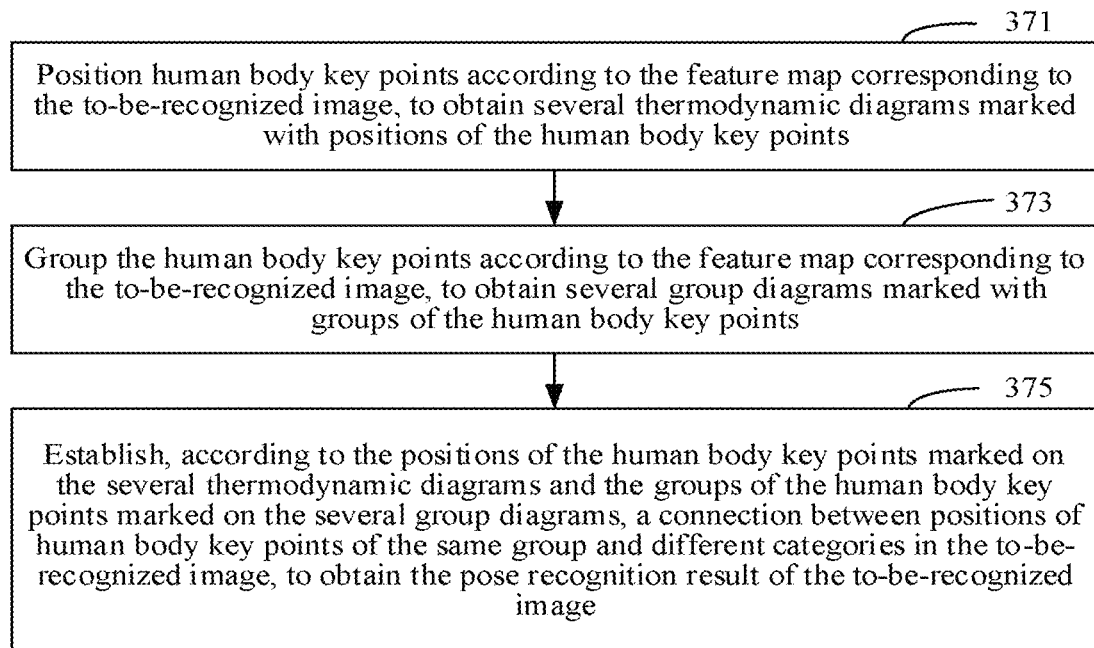 371
Position human body key points according to the feature map corresponding to
the to-be-recognized image, to obtain several thermodynamic diagrams marked
with positions of the human body key points
373
Group the human body key points according to the feature map corresponding to
the to-be-recognized image, to obtain several group diagrams marked with
groups of the human body key points
375
Establish, according to the positions of the human body key points marked on
the several thermodynamic diagrams and the groups of the human body key
points marked on the several group diagrams, a connection between positions of
human body key points of the same group and different categories in the to-be-
recognized image, to obtain the pose recognition result of the to-be-recognized
image